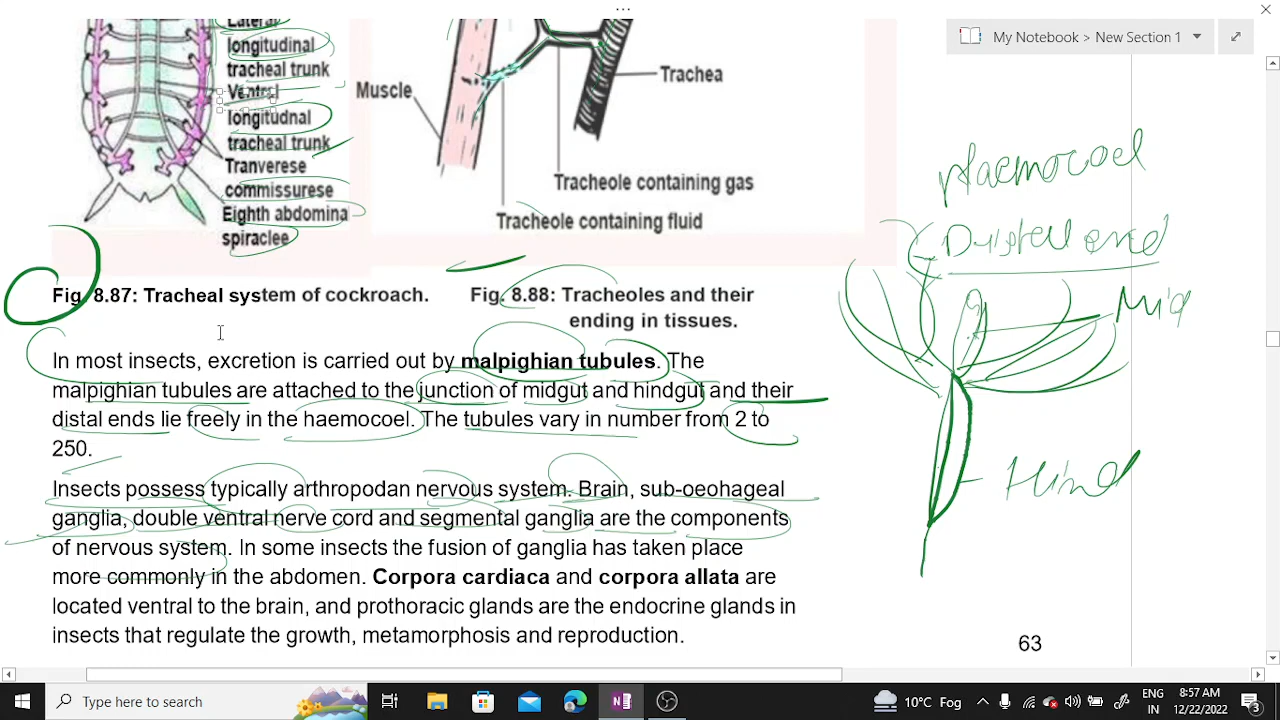 ...
My Notebook > New Section 1
Lateral
longitudinal
tracheal trunk
Ventral
longitudnal
tracheal trunk
Tranverese
commissurese
Eighth abdomina
spiraclee
Muscle
Trachea
Tracheole containing gas
Tracheole containing fluid
Fig. 8.87: Tracheal system of cockroach.
Fig. 8.88: Tracheoles and their
ending in tissues.
In most insects, excretion is carried out by malpighian tubules. The
malpighian tubules are attached to the junction of midgut and hindgut and their
distal ends lie freely in the haemocoel. The tubules vary in number from 2 to
250.
Insects possess typically arthropodan nervous system. Brain, sub-oeohageal
ganglia, double ventral nerve cord and segmental ganglia are the components
of nervous system. In some insects the fusion of ganglia has taken place
more commonly in the abdomen. Corpora cardiaca and corpora allata are
located ventral to the brain, and prothoracic glands are the endocrine glands in
insects that regulate the growth, metamorphosis and reproduction.
Haemocoel
end
Mid
Hind
63
Type here to search
10°C Fog
ENG
IN
9:57 AM
12/22/2022
3